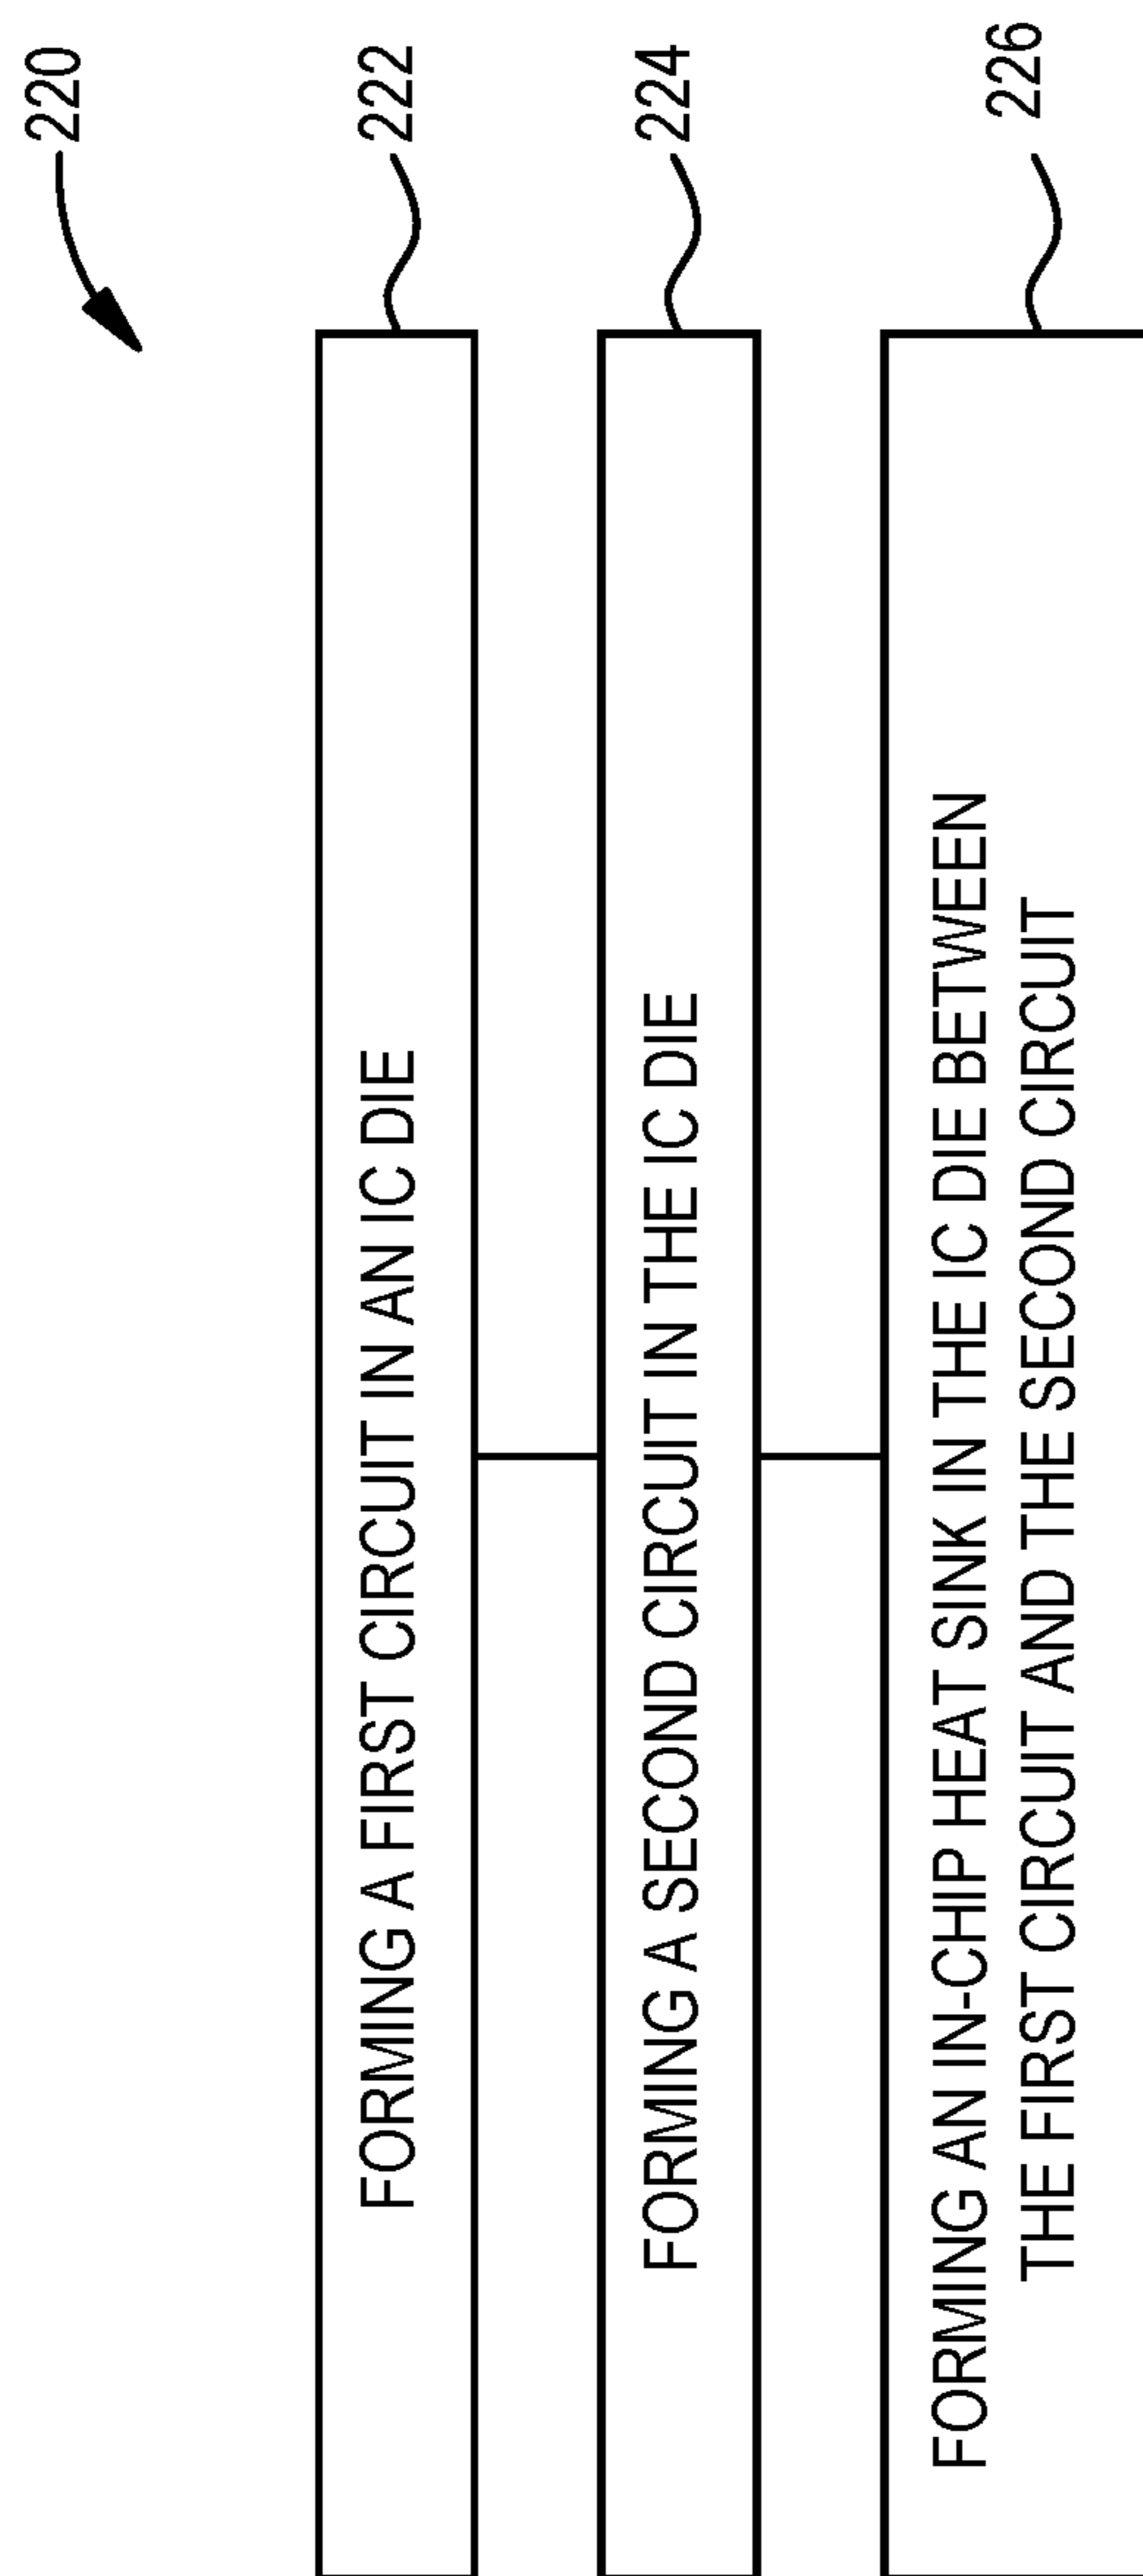 220
FORMING A FIRST CIRCUIT IN AN IC DIE
222
FORMING A SECOND CIRCUIT IN THE IC DIE
224
FORMING AN IN-CHIP HEAT SINK IN THE IC DIE BETWEEN
THE FIRST CIRCUIT AND THE SECOND CIRCUIT
226